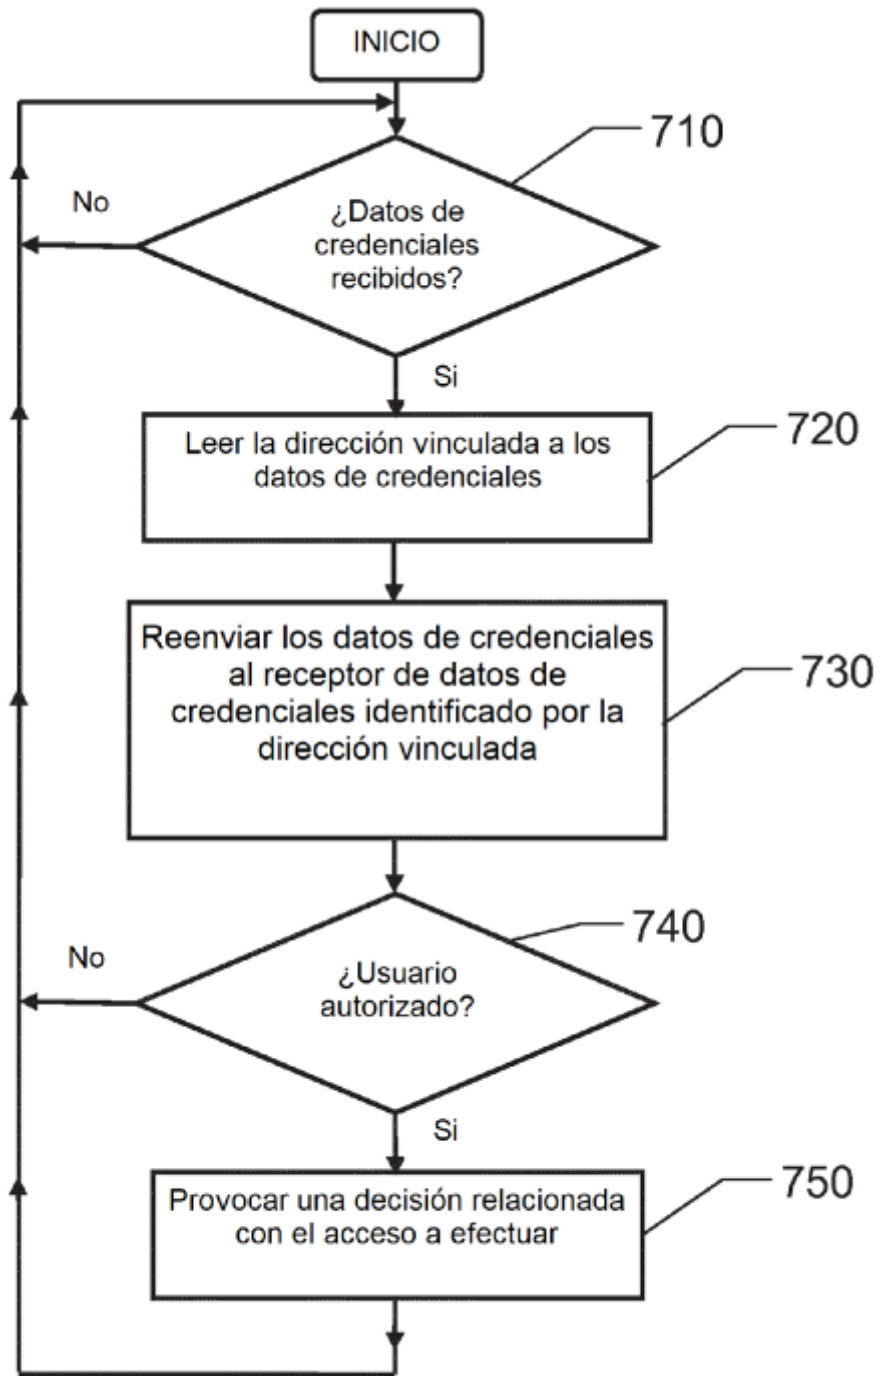 INICIO
710
No
¿Datos de
credenciales
recibidos?
Si
Leer la dirección vinculada a los
datos de credenciales
720
Reenviar los datos de credenciales
al receptor de datos de
credenciales identificado por la
dirección vinculada
730
740
No
¿Usuario
autorizado?
Si
Provocar una decisión relacionada
con el acceso a efectuar
750